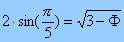 2 · sin(π/5) = √(3 − Φ)